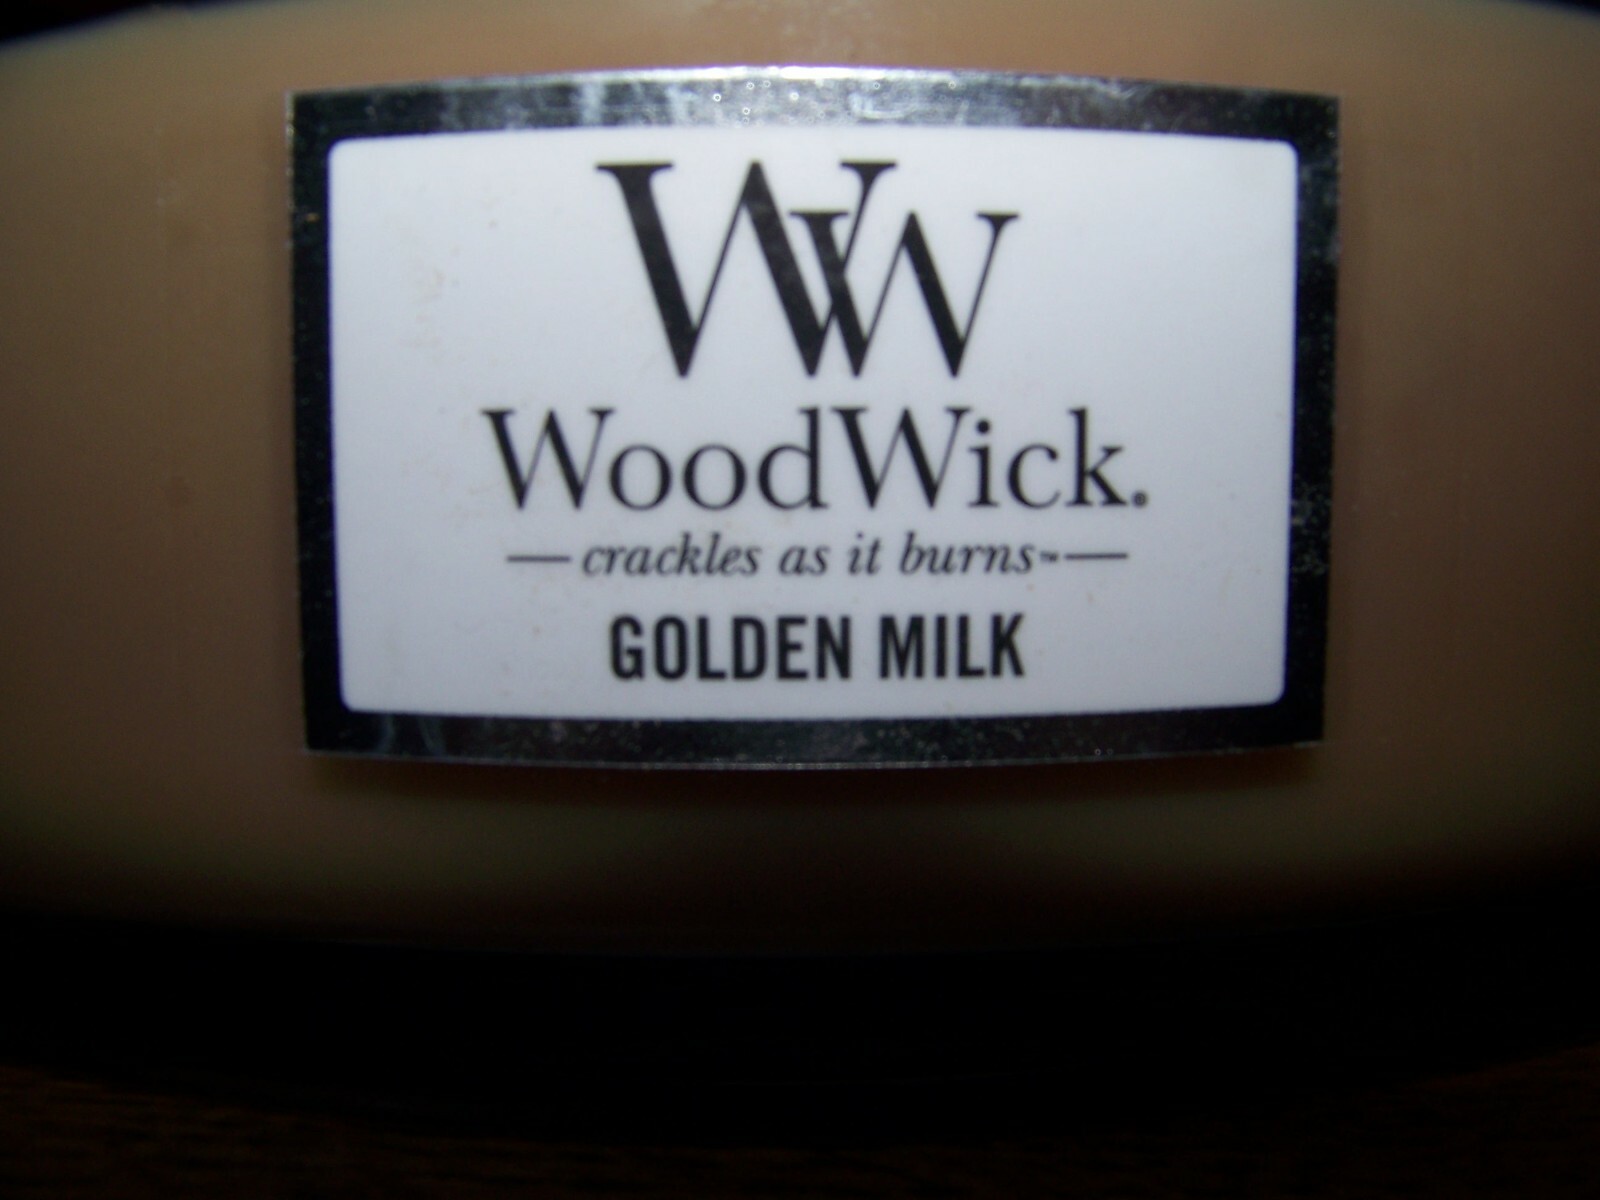 WW
WoodWick®
—crackles as it burns™—
GOLDEN MILK